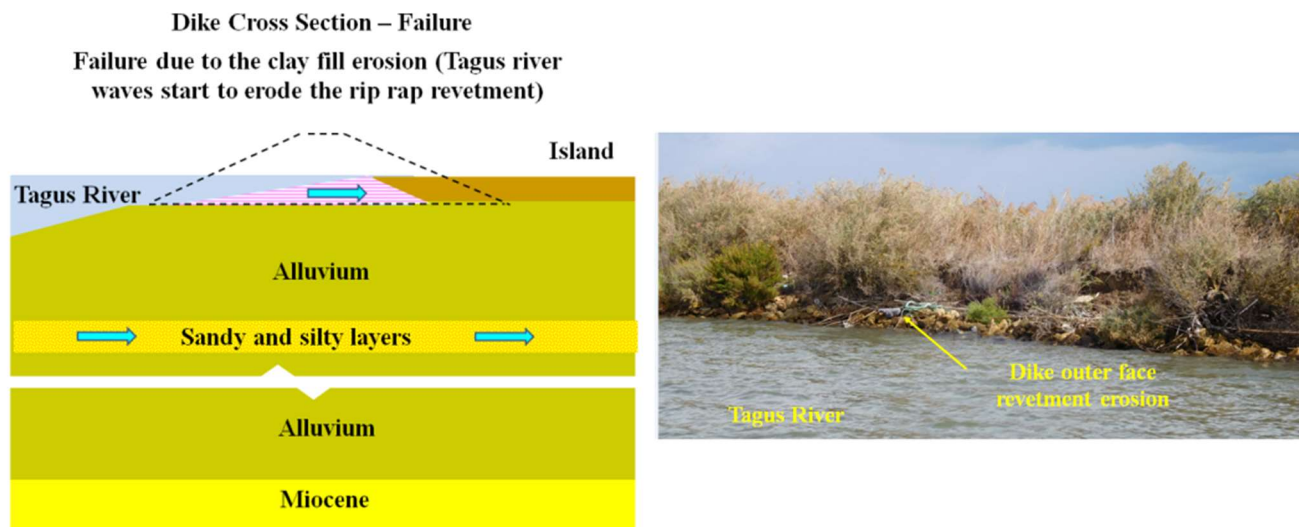 Dike Cross Section – Failure
Failure due to the clay fill erosion (Tagus river
waves start to erode the rip rap revetment)
Island
Tagus River
Alluvium
Sandy and silty layers
Alluvium
Miocene
Dike outer face
revetment erosion
Tagus River